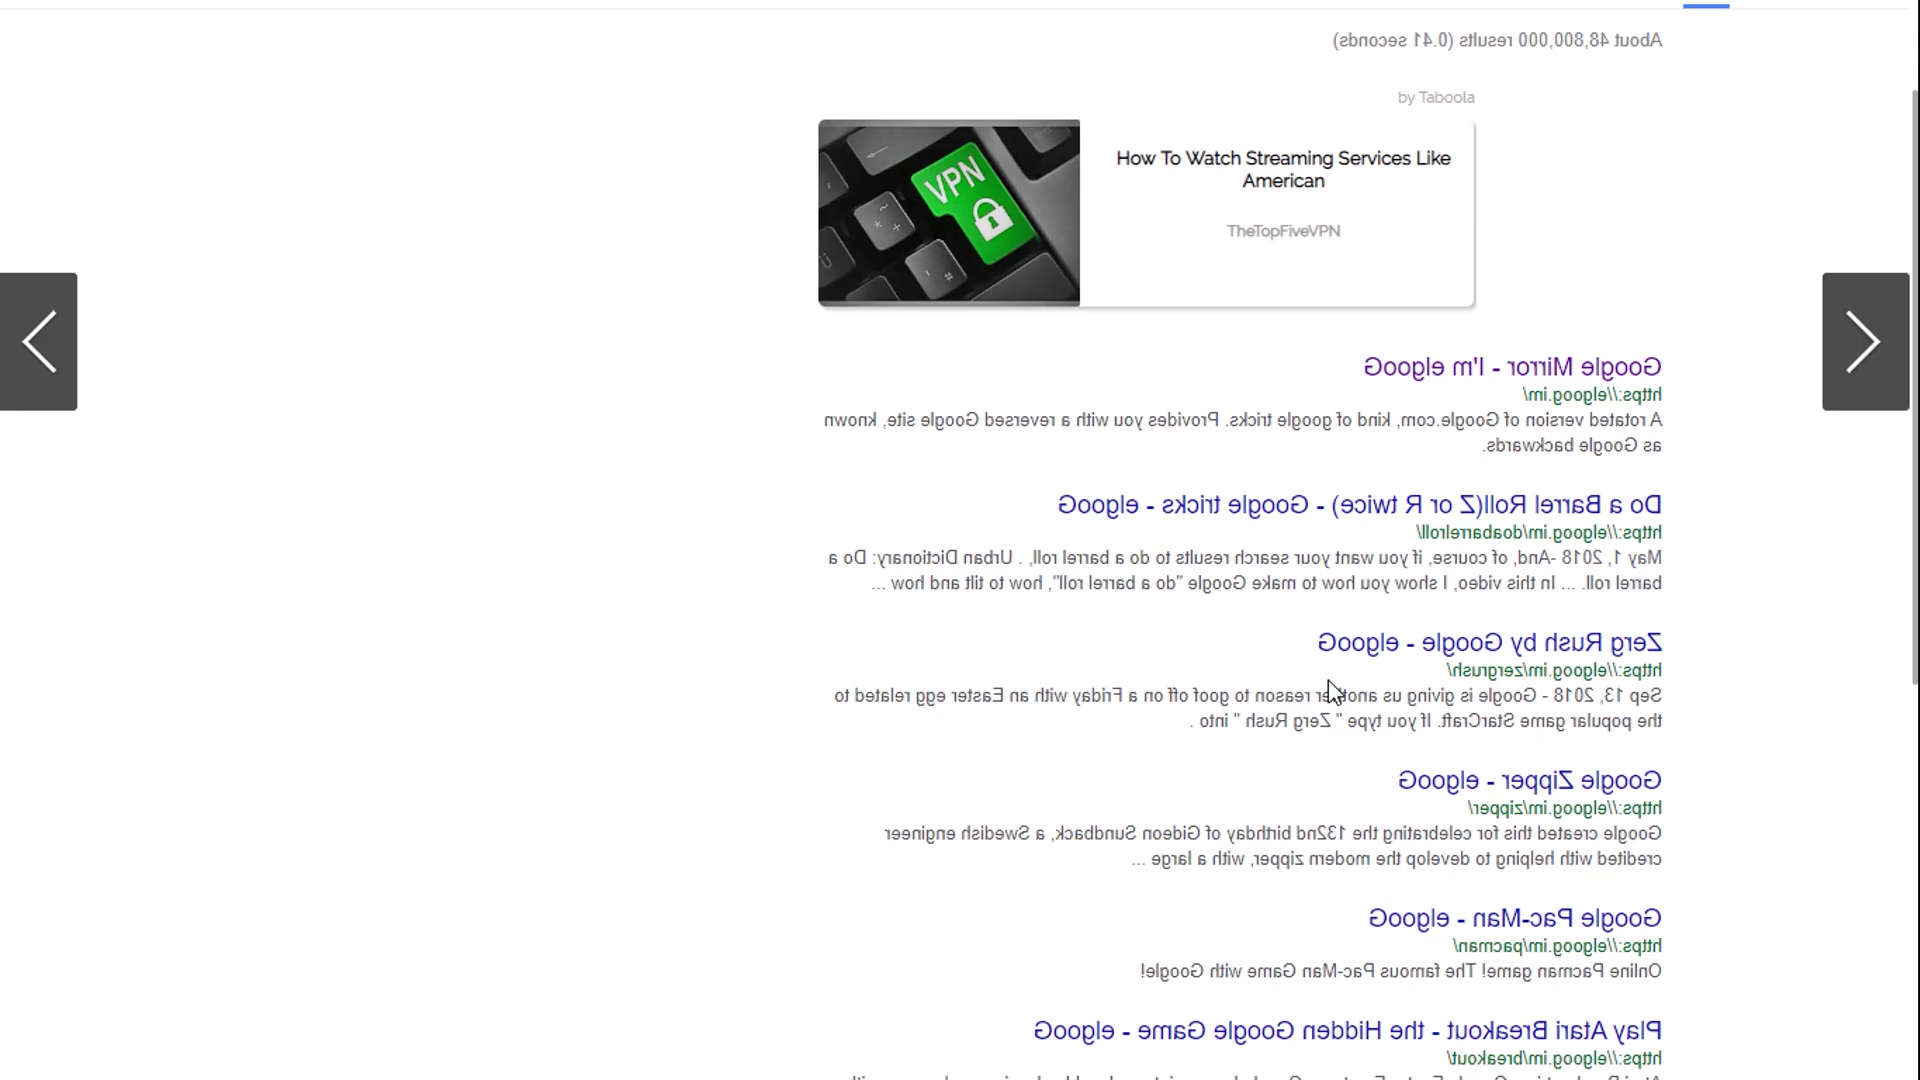 About 48,800,000 results (0.41 seconds)
by Taboola
VPN
How To Watch Streaming Services Like
American
TheTopFiveVPN
Google Mirror - I'm elgooG
https://elgoog.im/
A rotated version of Google.com, kind of google tricks. Provides you with a reversed Google site, known
as Google backwards.
Do a Barrel Roll(Z or R twice) - Google tricks - elgooG
https://elgoog.im/doabarrelroll/
May 1, 2018 -And, of course, if you want your search results to do a barrel roll, . Urban Dictionary: Do a
barrel roll. ... In this video, I show you how to make Google "do a barrel roll", how to tilt and how ...
Zerg Rush by Google - elgooG
https://elgoog.im/zergrush/
Sep 13, 2018 - Google is giving us another reason to goof off on a Friday with an Easter egg related to
the popular game StarCraft. If you type " Zerg Rush " into .
Google Zipper - elgooG
https://elgoog.im/zipper/
Google created this for celebrating the 132nd birthday of Gideon Sundback, a Swedish engineer
credited with helping to develop the modern zipper, with a large ...
Google Pac-Man - elgooG
https://elgoog.im/pacman/
Online Pacman game! The famous Pac-Man Game with Google!
Play Atari Breakout - the Hidden Google Game - elgooG
https://elgoog.im/breakout/